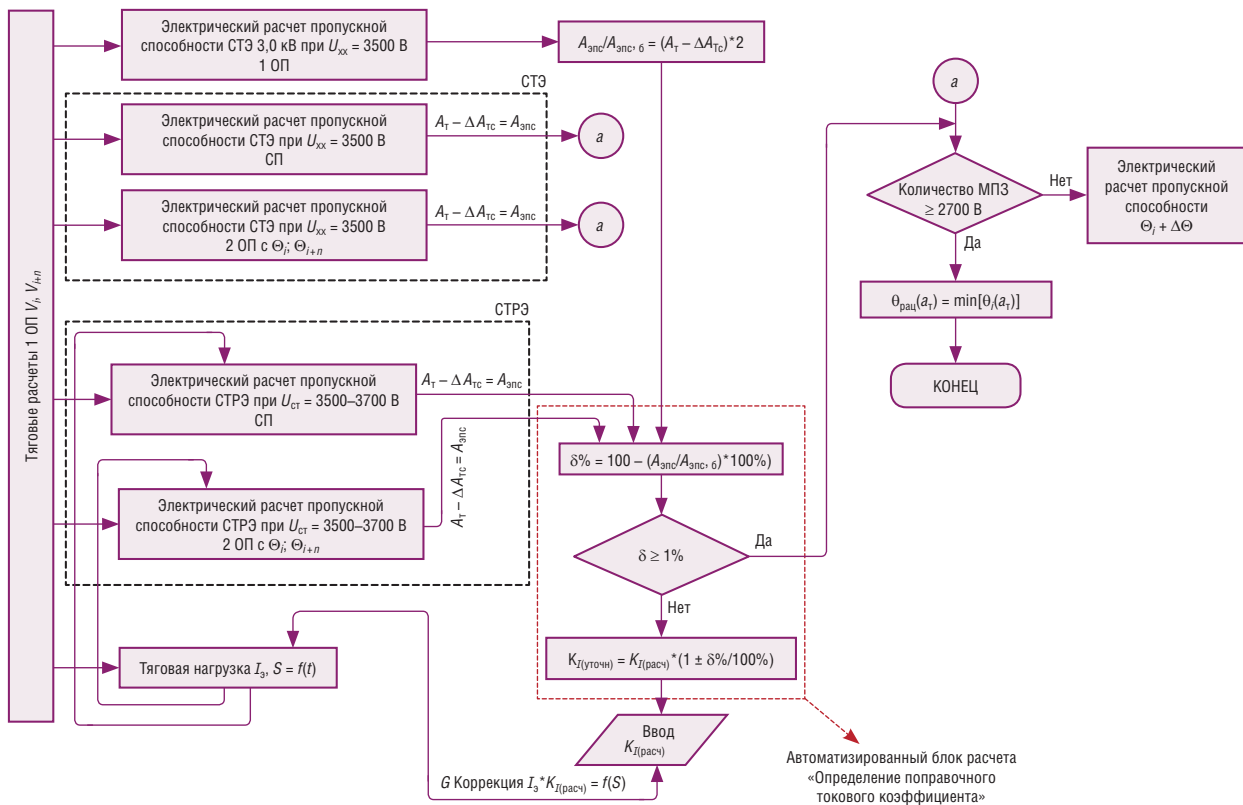 Тяговые расчеты 1 ОП V_i, V_{i+n}
Электрический расчет пропускной
способности СТЭ 3,0 кВ при U_хх = 3500 В
1 ОП
A_эпс/A_эпс, б = (A_т – ΔA_Тс)*2
СТЭ
Электрический расчет пропускной
способности СТЭ при U_хх = 3500 В
СП
A_т – ΔA_тс = A_эпс
a
Электрический расчет пропускной
способности СТЭ при U_хх = 3500 В
2 ОП с Θ_i; Θ_{i+n}
A_т – ΔA_тс = A_эпс
a
СТРЭ
Электрический расчет пропускной
способности СТРЭ при U_ст = 3500–3700 В
СП
A_т – ΔA_тс = A_эпс
Электрический расчет пропускной
способности СТРЭ при U_ст = 3500–3700 В
2 ОП с Θ_i; Θ_{i+n}
A_т – ΔA_тс = A_эпс
Тяговая нагрузка I_э, S = f(t)
δ% = 100 – (A_эпс/A_эпс, б)*100%)
δ ≥ 1%
Да
Нет
K_{I(уточн)} = K_{I(расч)}*(1 ± δ%/100%)
Ввод
K_{I(расч)}
G Коррекция I_э*K_{I(расч)} = f(S)
Автоматизированный блок расчета
«Определение поправочного
токового коэффициента»
a
Количество МПЗ
≥ 2700 В
Нет
Электрический
расчет пропускной
способности
Θ_i + ΔΘ
Да
θ_рац(a_т) = min[θ_i(a_т)]
КОНЕЦ